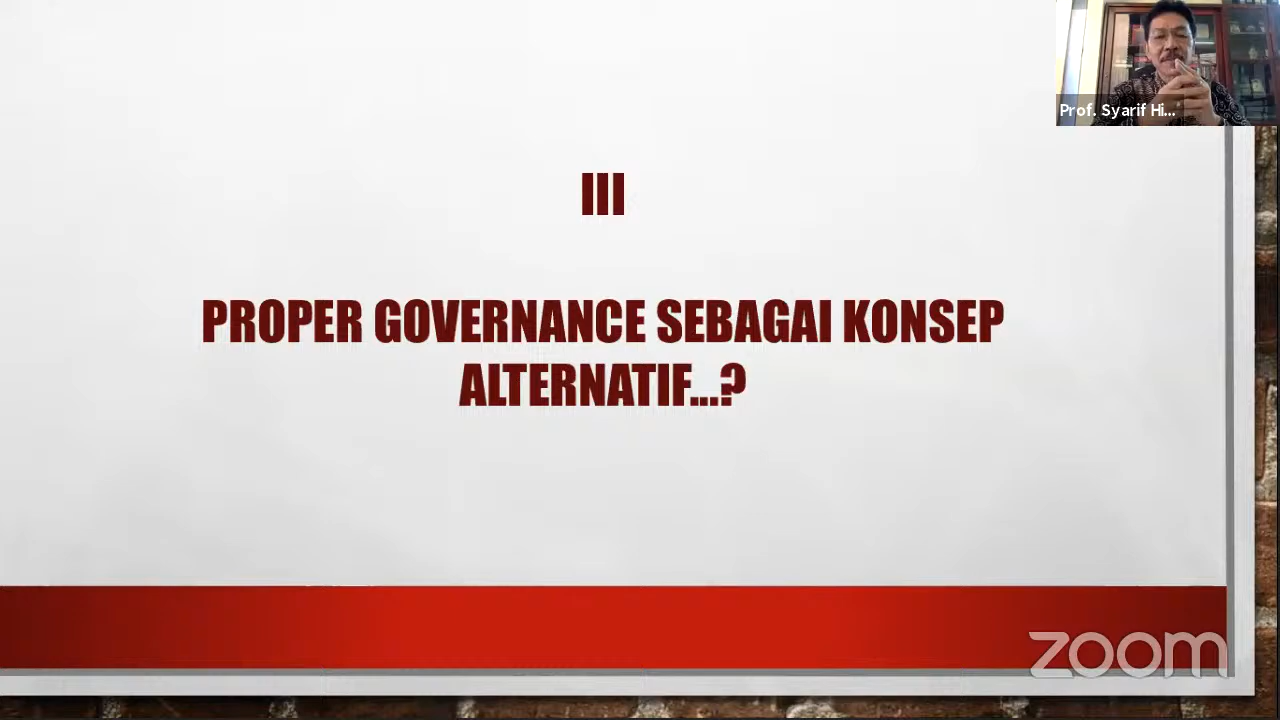 Prof. Syarif Hi...
III
PROPER GOVERNANCE SEBAGAI KONSEP
ALTERNATIF...?
zoom